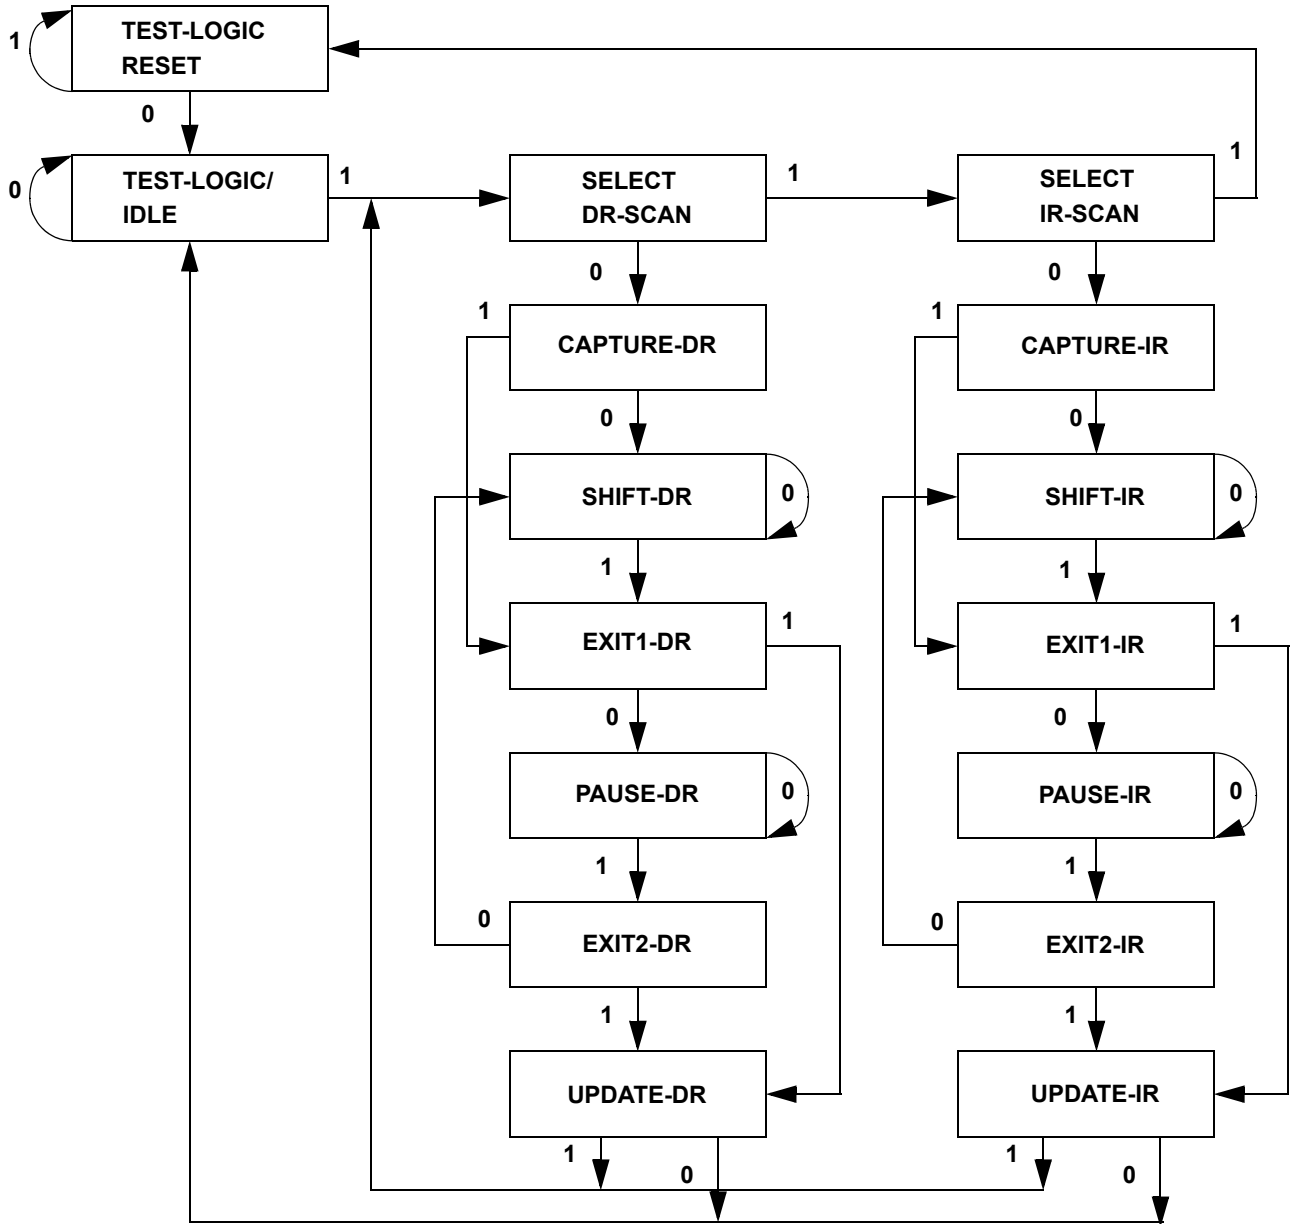 1
TEST-LOGIC
RESET
0
0
TEST-LOGIC/
IDLE
1
SELECT
DR-SCAN
1
SELECT
IR-SCAN
1
0
0
1
CAPTURE-DR
1
CAPTURE-IR
0
0
SHIFT-DR
0
SHIFT-IR
0
1
1
EXIT1-DR
1
EXIT1-IR
1
0
0
PAUSE-DR
0
PAUSE-IR
0
1
1
0
EXIT2-DR
0
EXIT2-IR
1
1
UPDATE-DR
UPDATE-IR
1
0
1
0